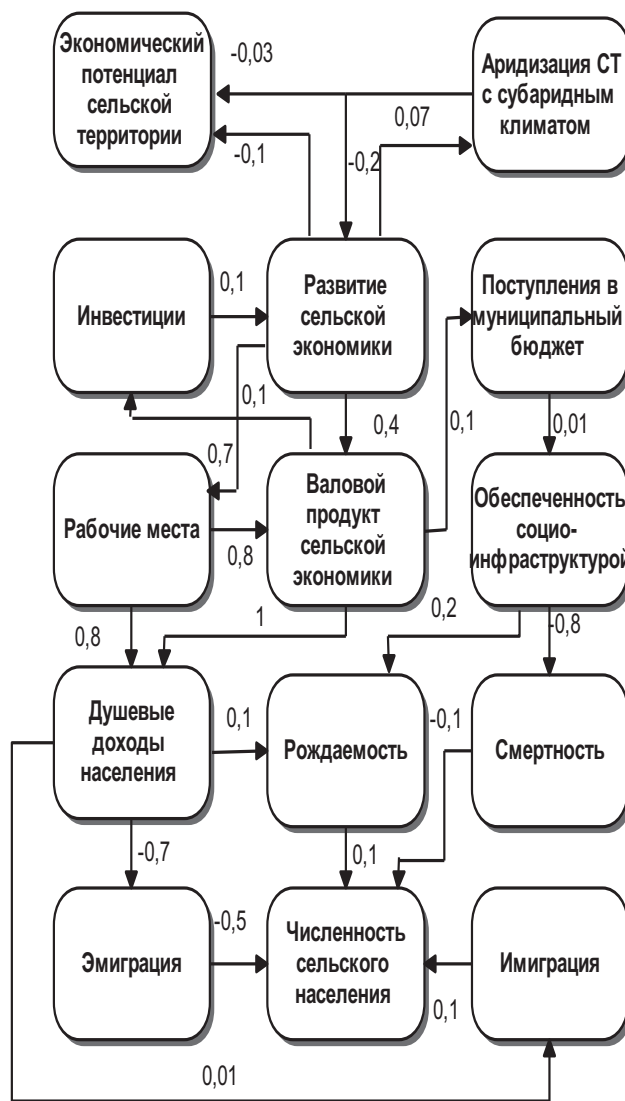 Экономический
потенциал
сельской
территории
-0,03
Аридизация СТ
с субаридным
климатом
0,07
-0,1
-0,2
Инвестиции
0,1
Развитие
сельской
экономики
Поступления в
муниципальный
бюджет
0,1
0,7
0,4
0,1
0,01
Рабочие места
0,8
Валовой
продукт
сельской
экономики
Обеспеченность
социо-
инфраструктурой
0,8
1
0,2
-0,8
Душевые
доходы
населения
0,1
Рождаемость
-0,1
Смертность
-0,7
0,1
Эмиграция
-0,5
Численность
сельского
населения
Имиграция
0,1
0,01